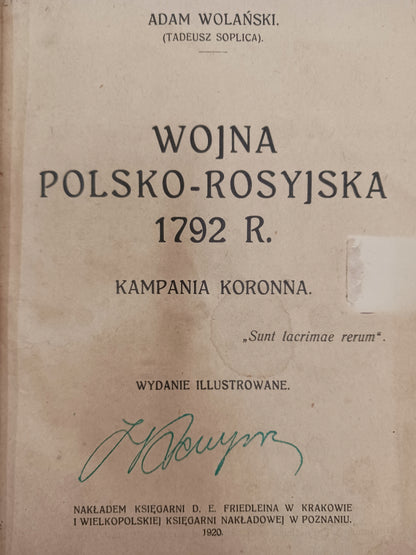 ADAM WOLAŃSKI.
(TADEUSZ SOPLICA).
WOJNA
POLSKO-ROSYJSKA
1792 R.
KAMPANIA KORONNA.
„Sunt lacrimae rerum“.
WYDANIE ILLUSTROWANE.
NAKŁADEM KSIĘGARNI D. E. FRIEDLEINA W KRAKOWIE
I WIELKOPOLSKIEJ KSIĘGARNI NAKŁADOWEJ W POZNANIU.
1920.